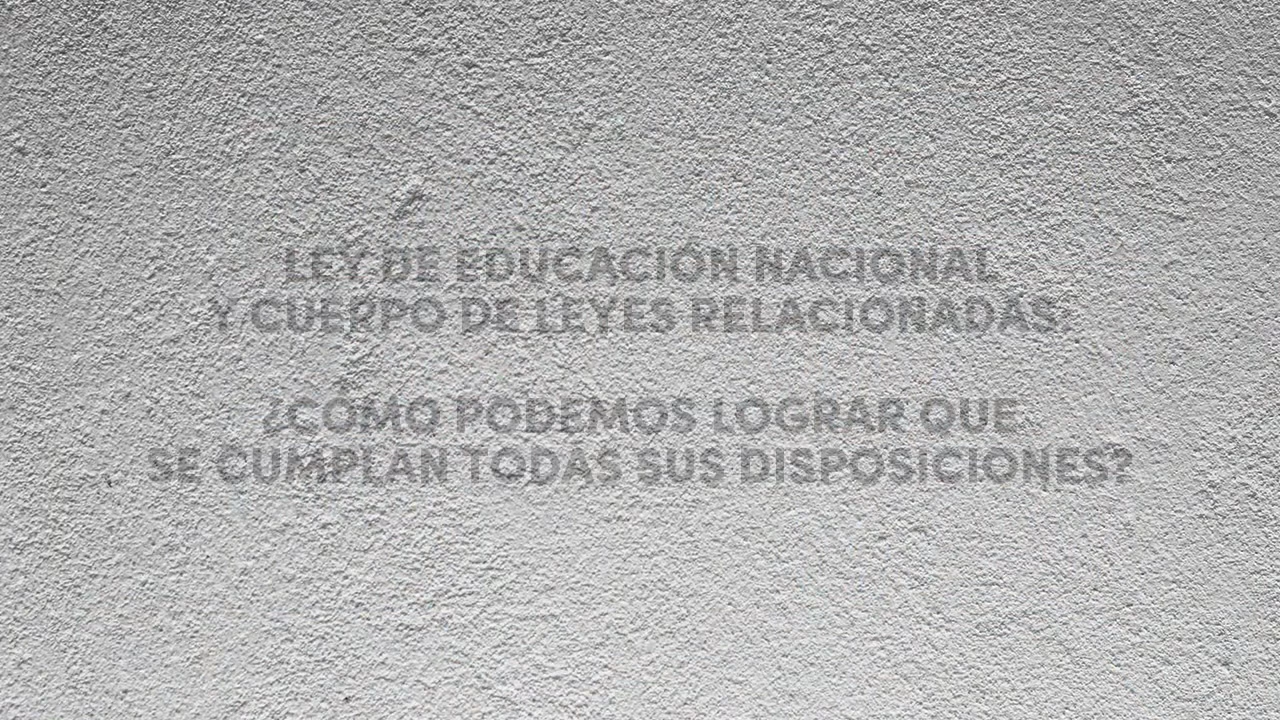 LEY DE EDUCACIÓN NACIONAL
Y CUERPO DE LEYES RELACIONADAS.
¿CÓMO PODEMOS LOGRAR QUE
SE CUMPLAN TODAS SUS DISPOSICIONES?